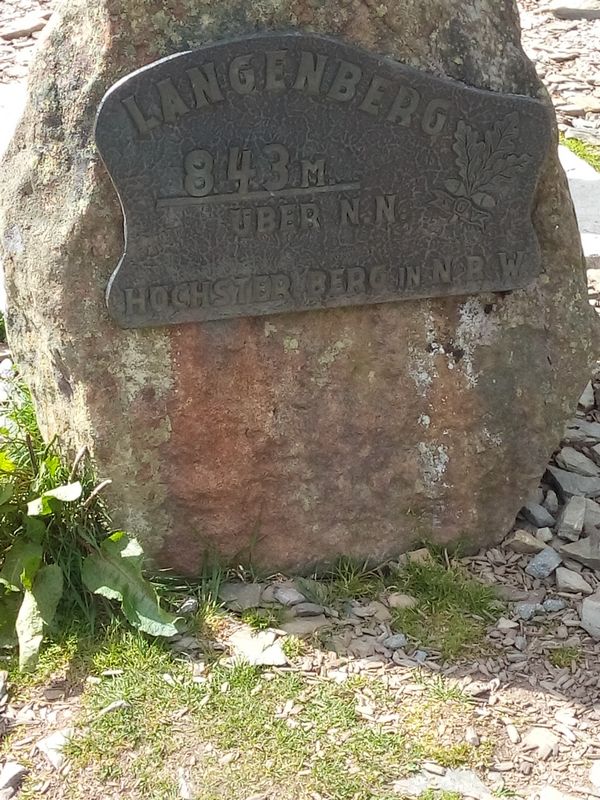 LANGENBERG
843 M
ÜBER N.N.
HÖCHSTER BERG IN N.R.W.